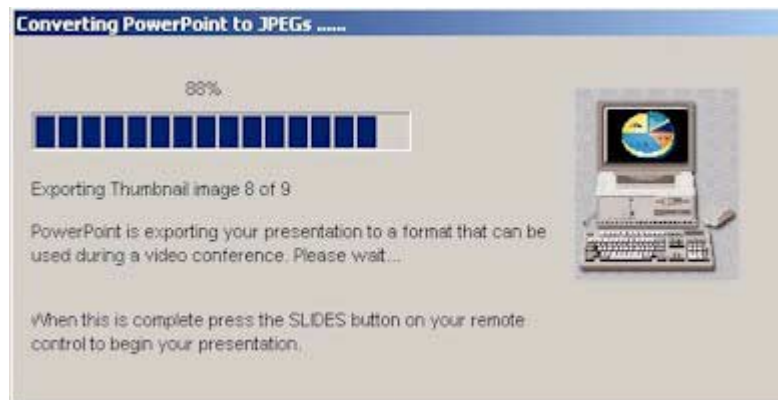 Converting PowerPoint to JPEGs ......
88%
Exporting Thumbnail image 8 of 9
PowerPoint is exporting your presentation to a format that can be
used during a video conference. Please wait...
When this is complete press the SLIDES button on your remote
control to begin your presentation.